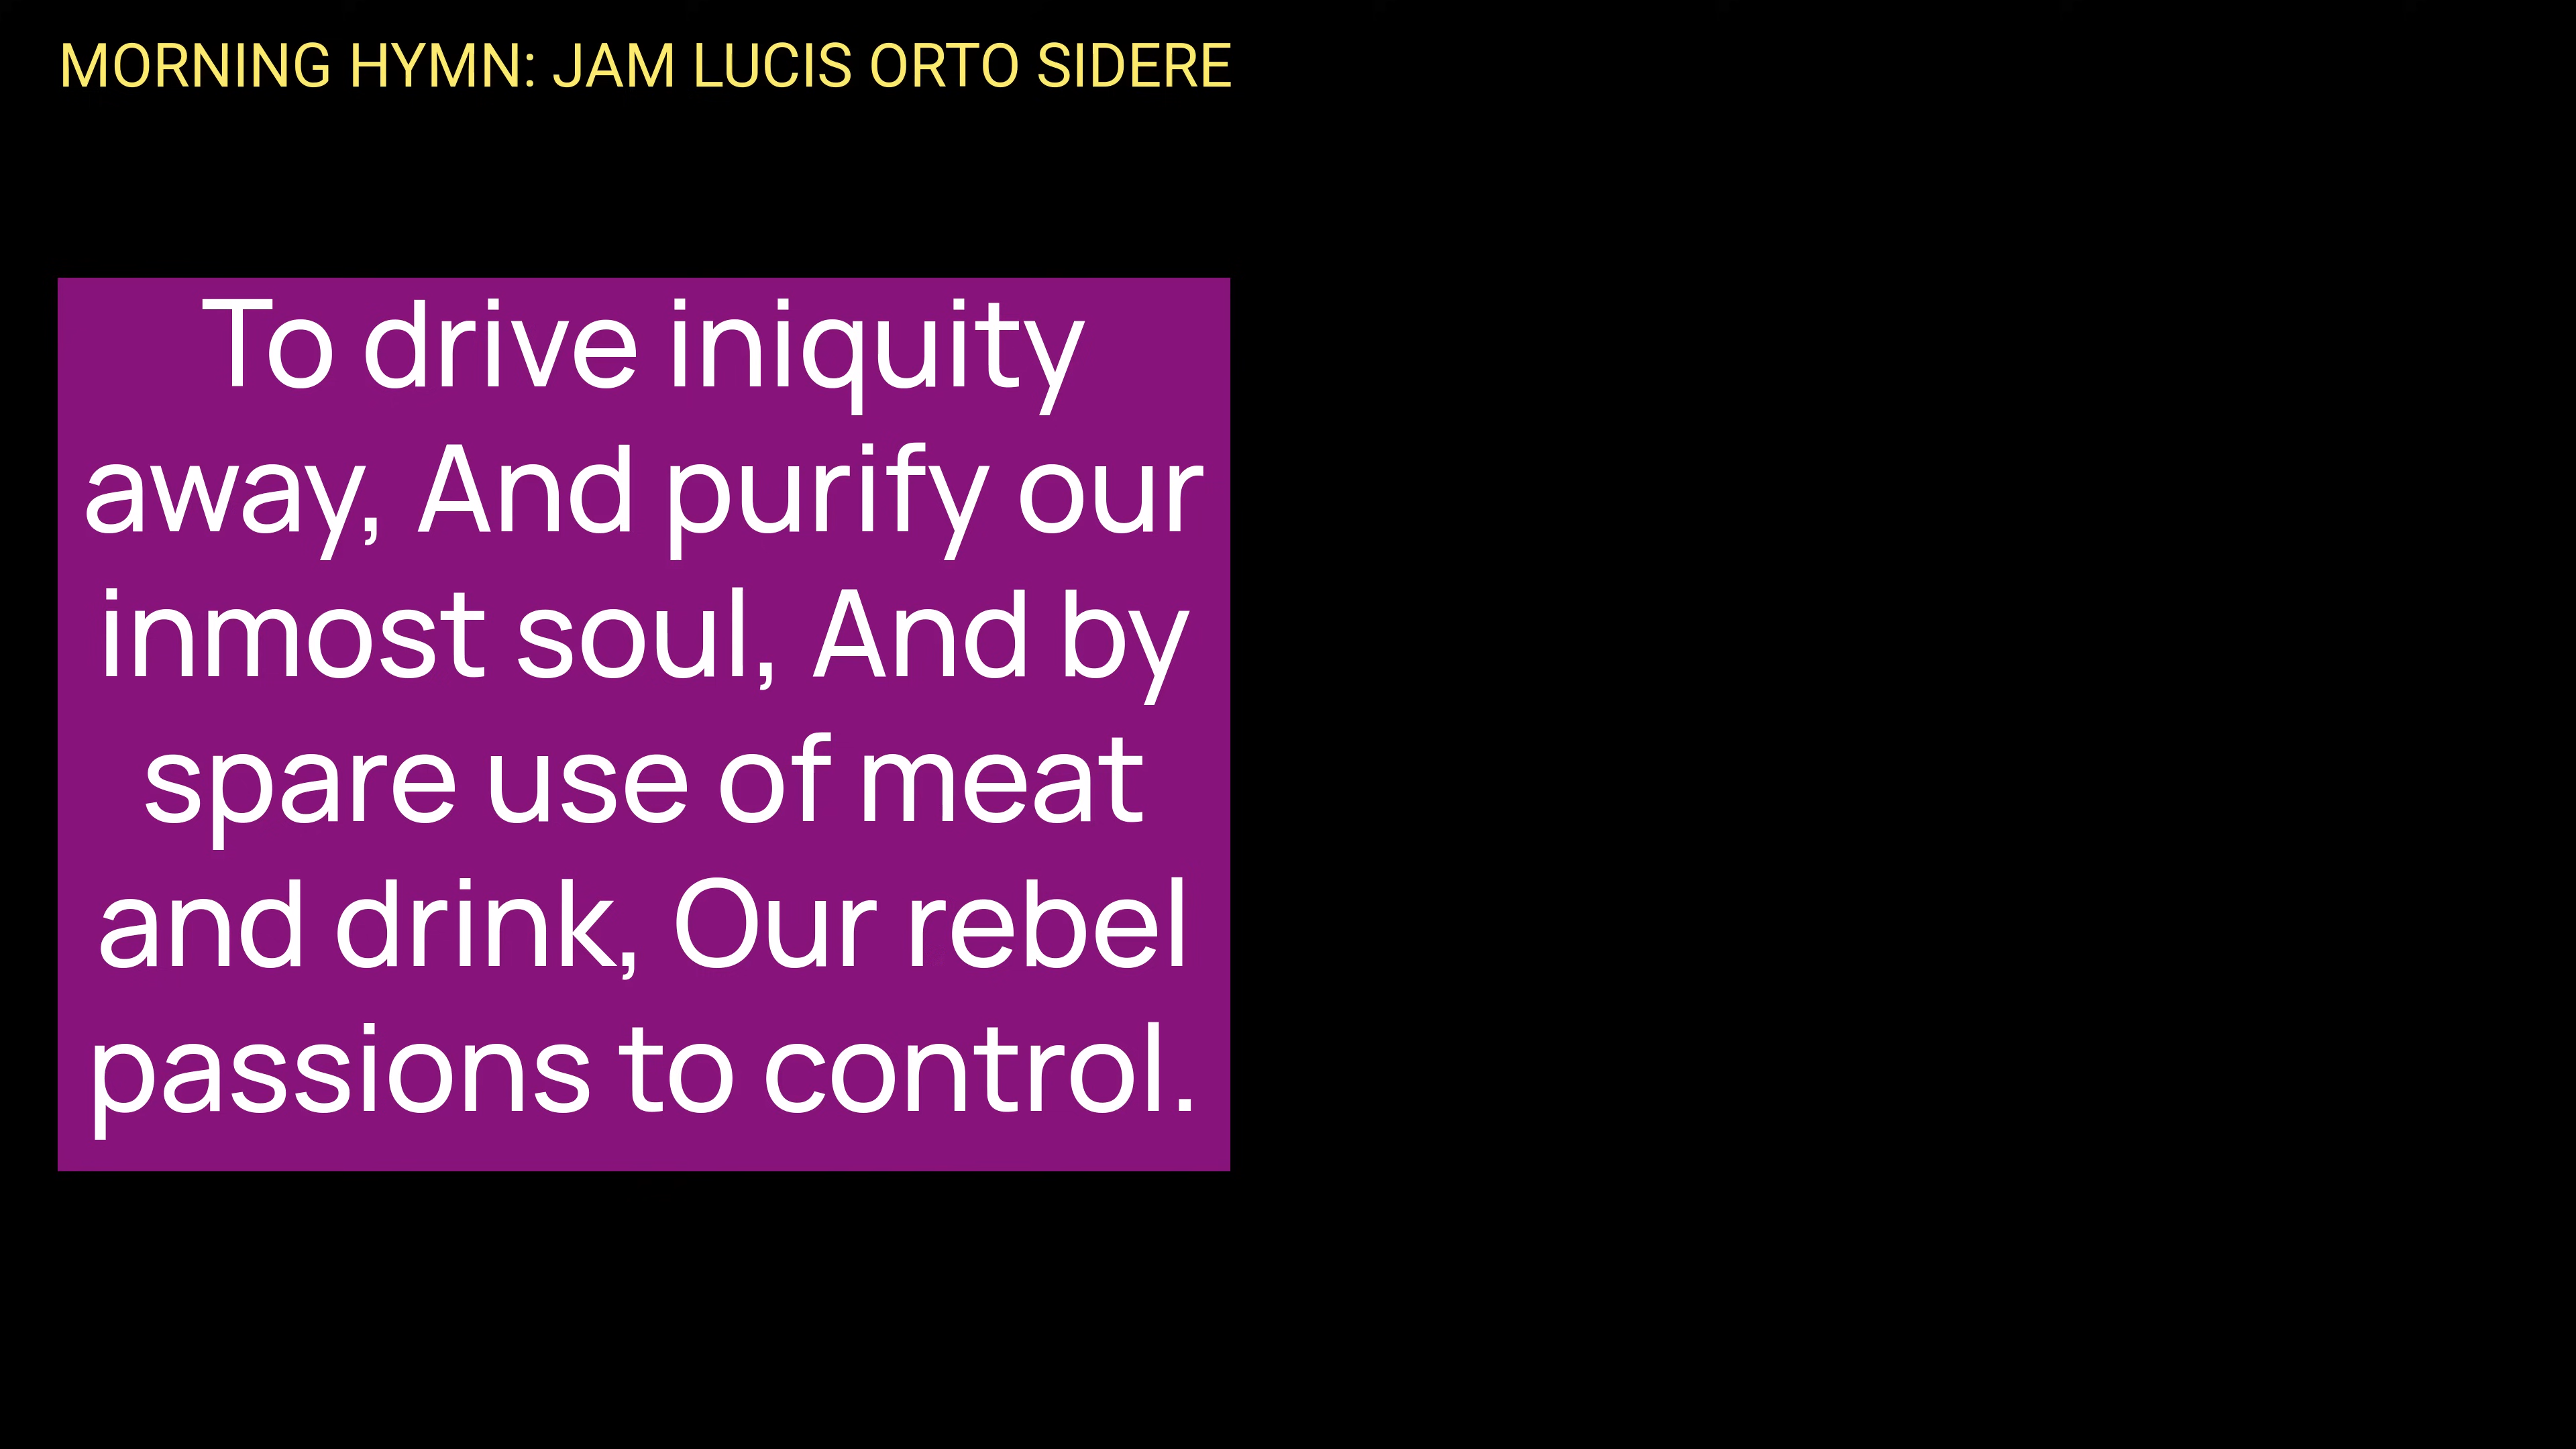 MORNING HYMN: JAM LUCIS ORTO SIDERE
To drive iniquity
away, And purify our
inmost soul, And by
spare use of meat
and drink, Our rebel
passions to control.